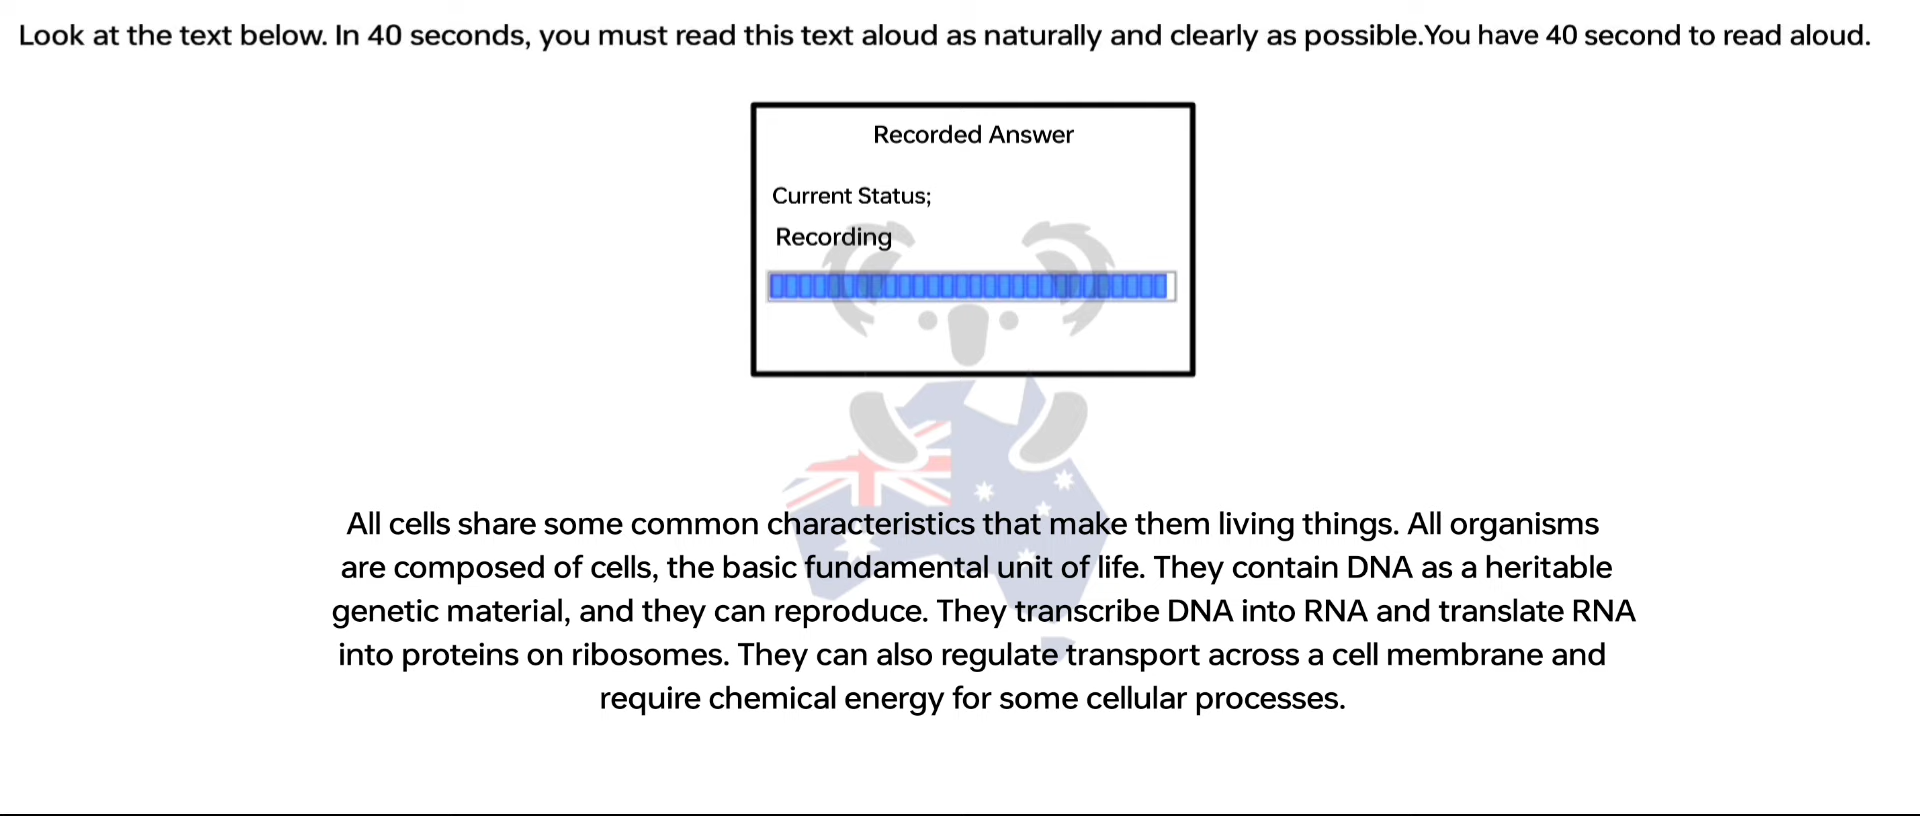 Look at the text below. In 40 seconds, you must read this text aloud as naturally and clearly as possible.You have 40 second to read aloud.
Recorded Answer
Current Status;
Recording
All cells share some common characteristics that make them living things. All organisms
are composed of cells, the basic fundamental unit of life. They contain DNA as a heritable
genetic material, and they can reproduce. They transcribe DNA into RNA and translate RNA
into proteins on ribosomes. They can also regulate transport across a cell membrane and
require chemical energy for some cellular processes.